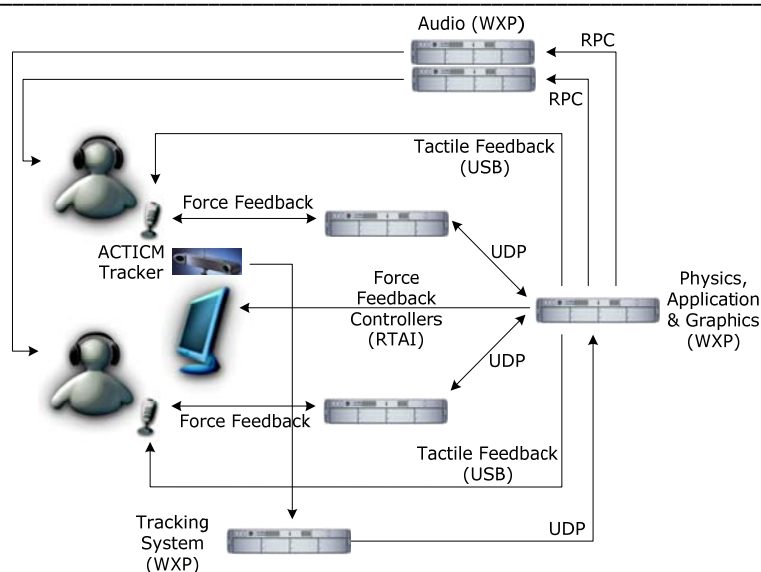 Audio (WXP)
RPC
RPC
Tactile Feedback
(USB)
Force Feedback
UDP
ACTICM
Tracker
Force
Feedback
Controllers
(RTAI)
Physics,
Application
& Graphics
(WXP)
UDP
Force Feedback
Tactile Feedback
(USB)
Tracking
System
(WXP)
UDP